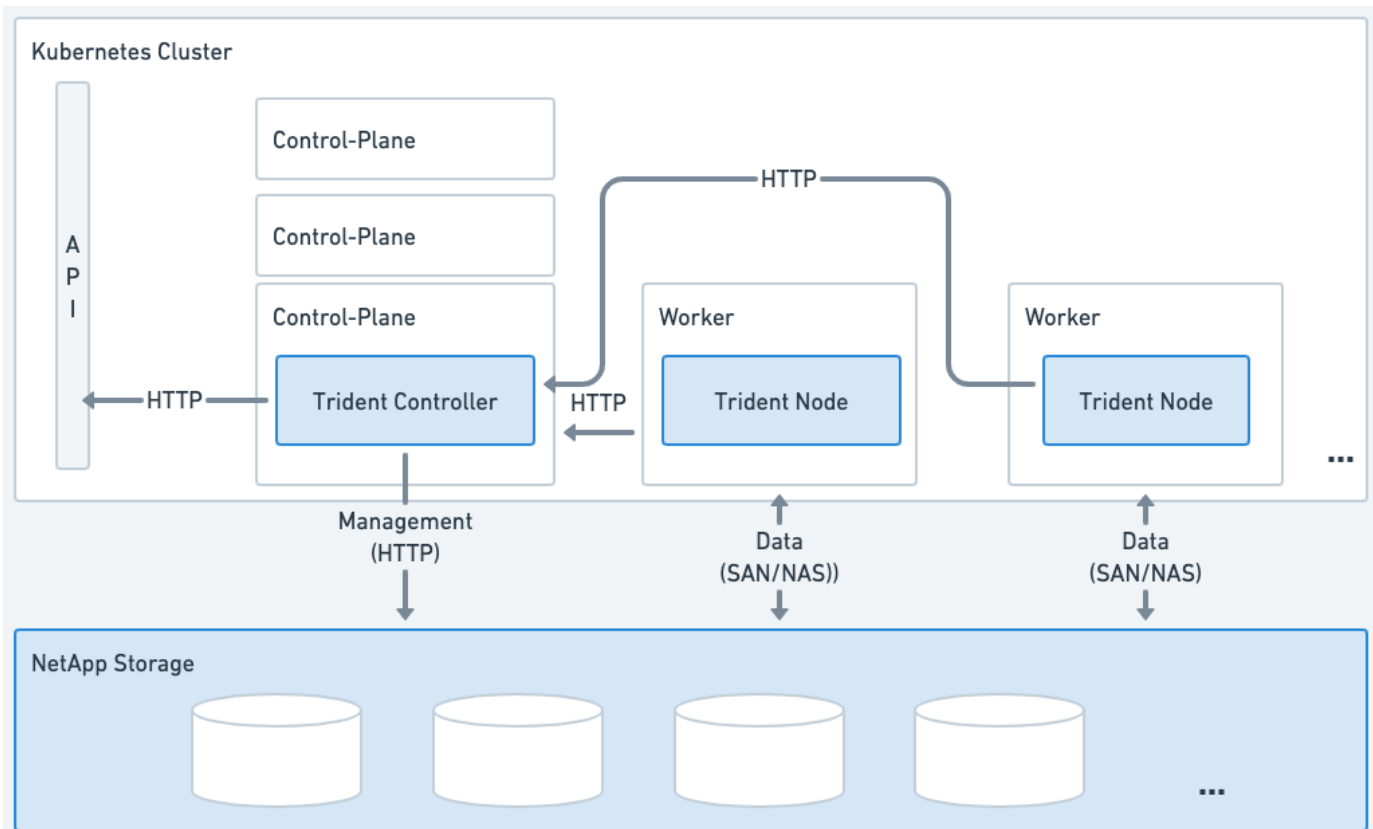 Kubernetes Cluster
A
P
I
Control-Plane
Control-Plane
Control-Plane
Trident Controller
HTTP
HTTP
HTTP
Worker
Trident Node
Worker
Trident Node
...
Management
(HTTP)
Data
(SAN/NAS))
Data
(SAN/NAS)
NetApp Storage
...